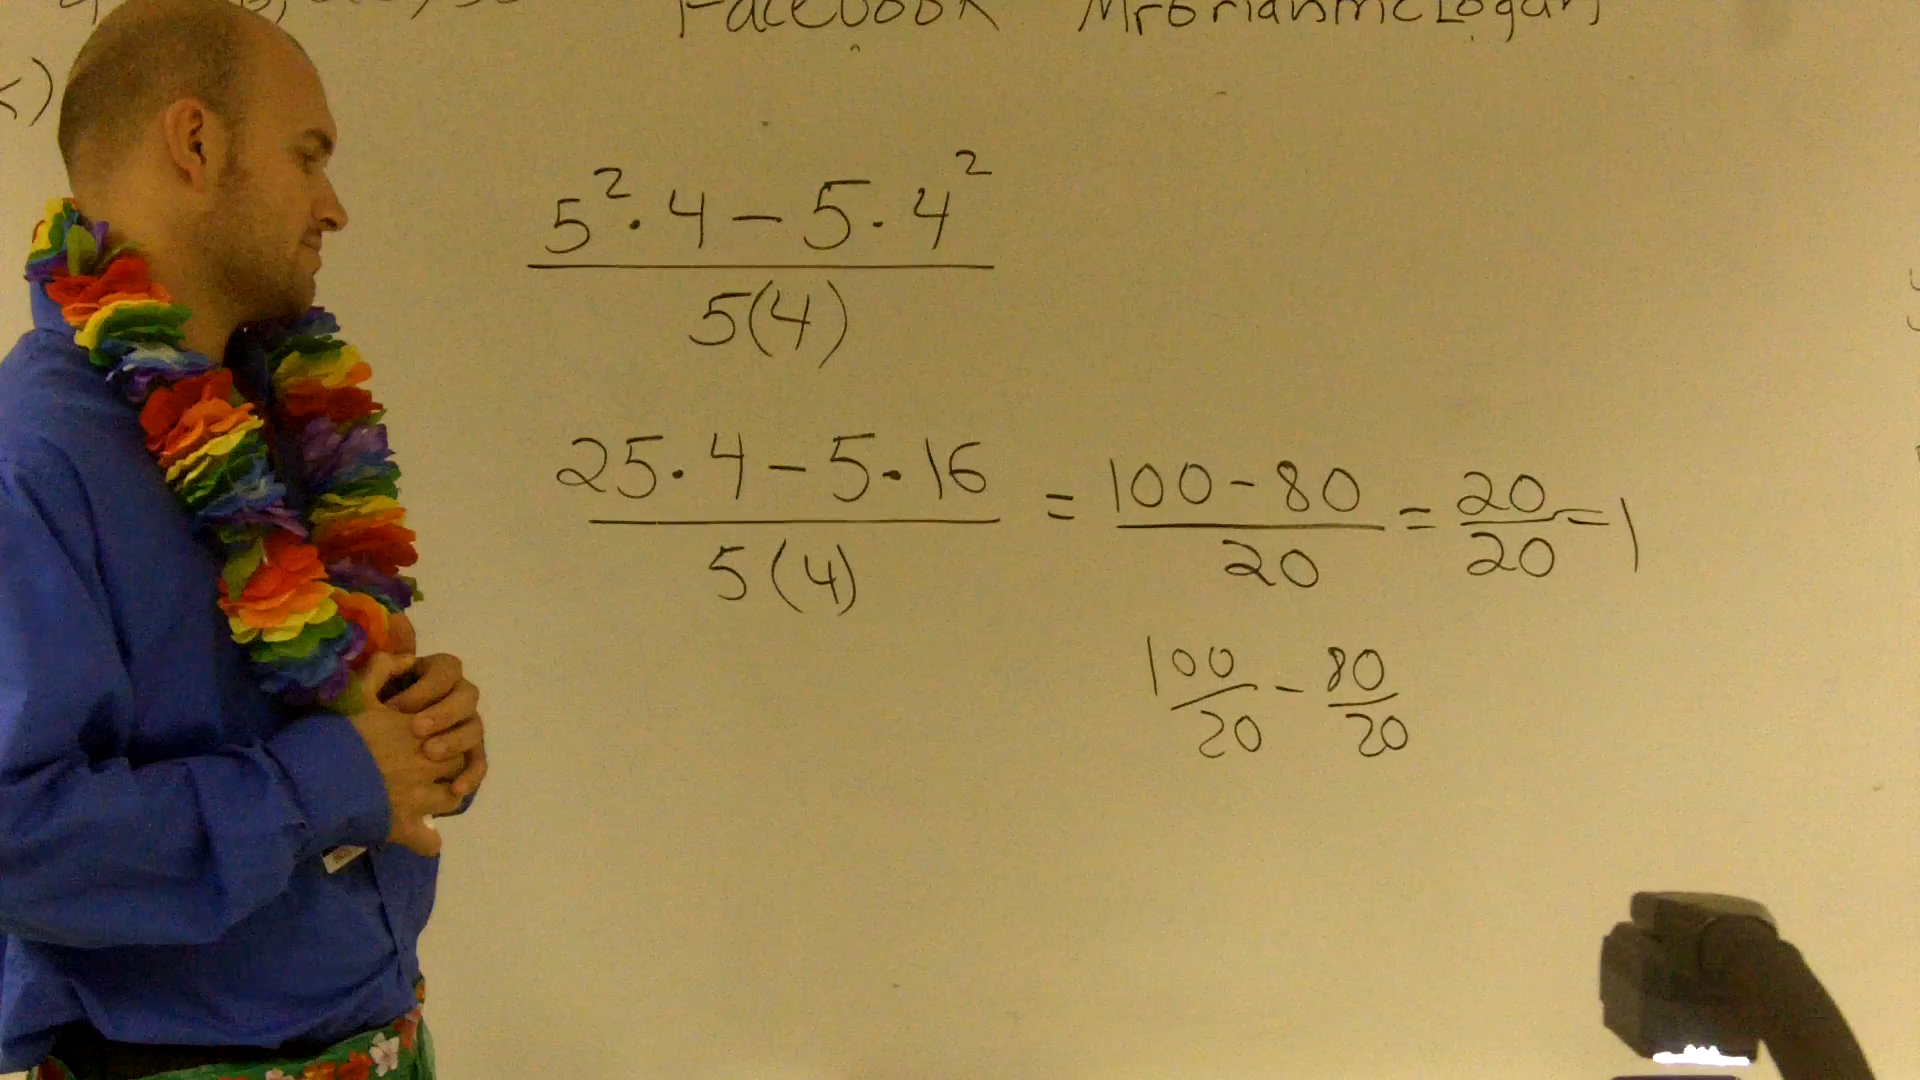 Facebook MrBrianmcLogan
5²·4 – 5·4²
5(4)
25·4 – 5·16 = 100 - 80 = 20 = 1
5(4) 20 20
100 – 80
20 20